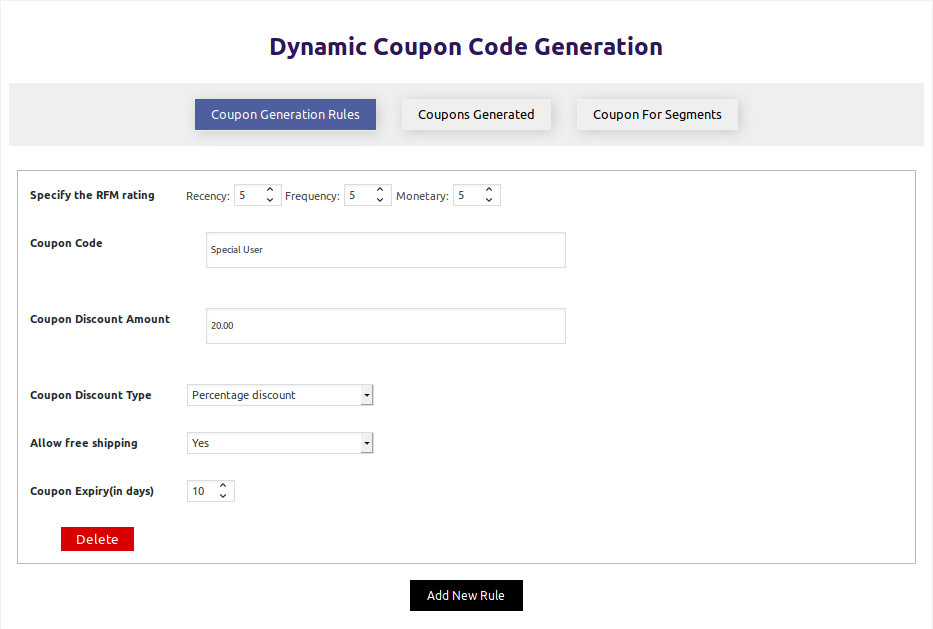 Dynamic Coupon Code Generation
Coupon Generation Rules Coupons Generated Coupon For Segments
Specify the RFM rating Recency: 5 Frequency: 5 Monetary: 5
Coupon Code Special User
Coupon Discount Amount 20.00
Coupon Discount Type Percentage discount
Allow free shipping Yes
Coupon Expiry(in days) 10
Delete
Add New Rule